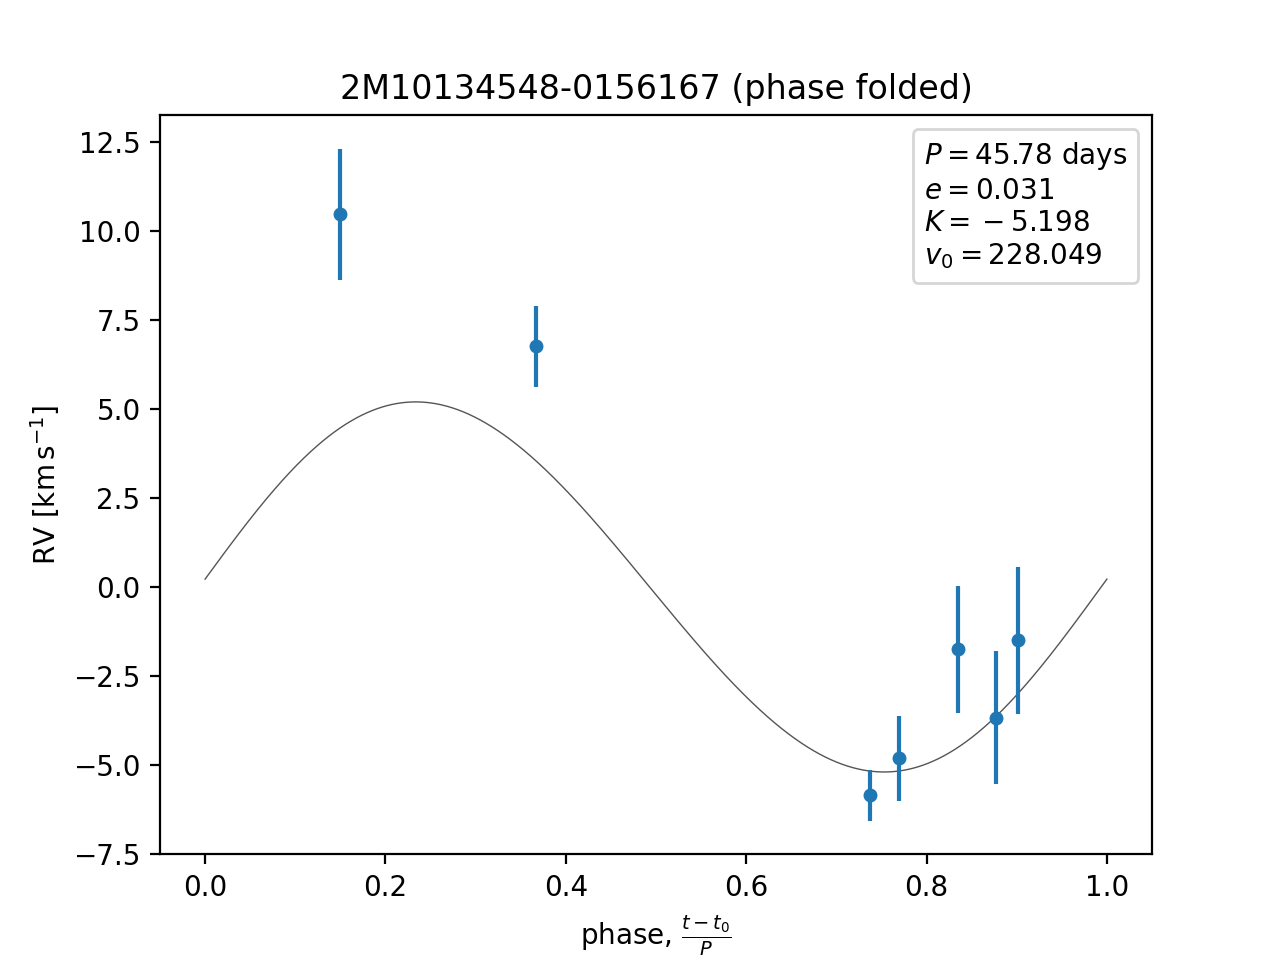 2M10134548-0156167 (phase folded)
P = 45.78 days
e = 0.031
K = −5.198
v₀ = 228.049
RV [km s⁻¹]
12.5
10.0
7.5
5.0
2.5
0.0
−2.5
−5.0
−7.5
0.0 0.2 0.4 0.6 0.8 1.0
phase, (t − t₀)/P